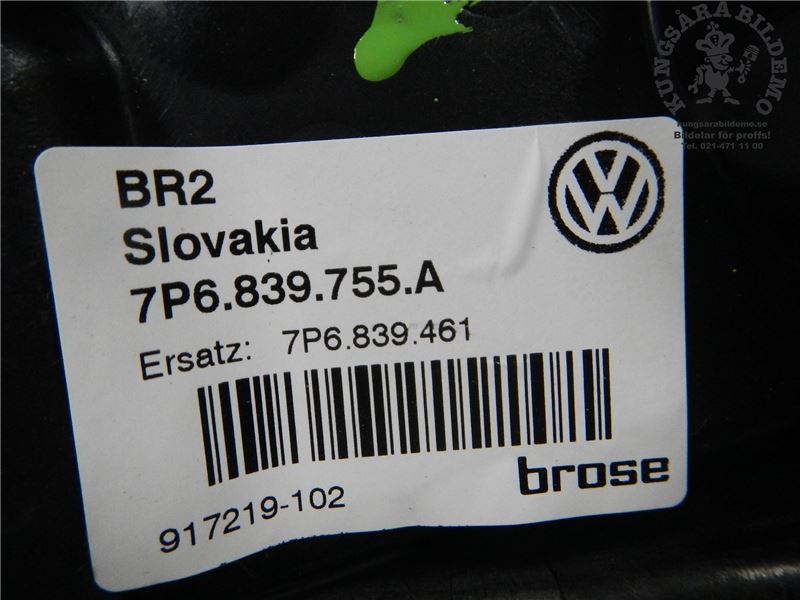 KUNGSÅRA BILDEMO
kungsarabildemo.se
Bildelar för proffs!
Tel. 021-471 11 00
BR2
Slovakia
7P6.839.755.A
Ersatz: 7P6.839.461
917219-102
brose